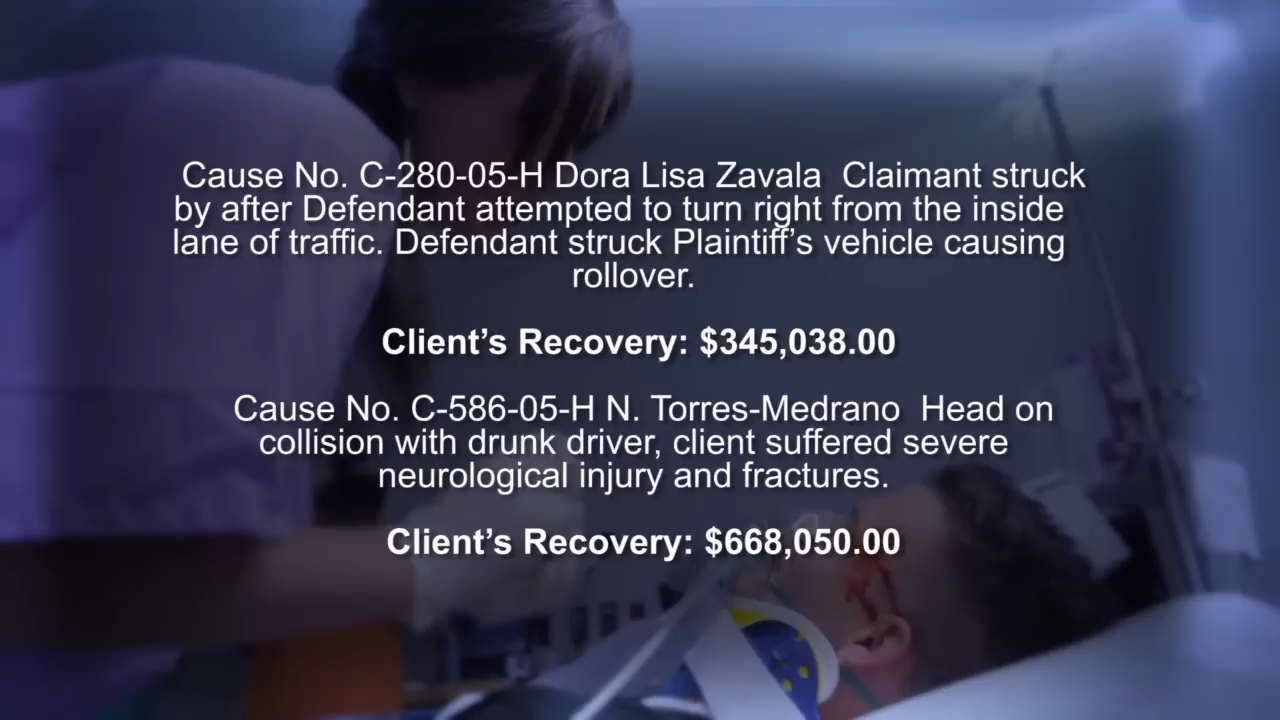 Cause No. C-280-05-H Dora Lisa Zavala  Claimant struck
by after Defendant attempted to turn right from the inside
lane of traffic. Defendant struck Plaintiff’s vehicle causing
rollover.
Client’s Recovery: $345,038.00
Cause No. C-586-05-H N. Torres-Medrano  Head on
collision with drunk driver, client suffered severe
neurological injury and fractures.
Client’s Recovery: $668,050.00